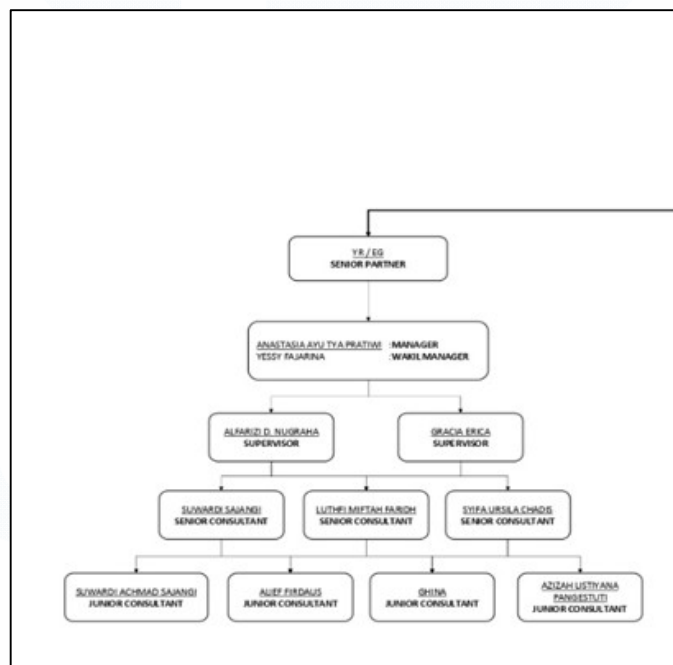 YR / EG
SENIOR PARTNER
ANASTASIA AYU TYA PRATIWI : MANAGER
YESSY FAJARINA : WAKIL MANAGER
ALFARIZI D. NUGRAHA
SUPERVISOR
GRACIA ERICA
SUPERVISOR
SUWARDI SAJANGI
SENIOR CONSULTANT
LUTHFI MIFTAH FARIDH
SENIOR CONSULTANT
SYIFA URSILA CHADIS
SENIOR CONSULTANT
SUWARDI ACHMAD SAJANGI
JUNIOR CONSULTANT
ALIEF FIRDAUS
JUNIOR CONSULTANT
GHINA
JUNIOR CONSULTANT
AZIZAH LISTIYANA
PANGESTUTI
JUNIOR CONSULTANT